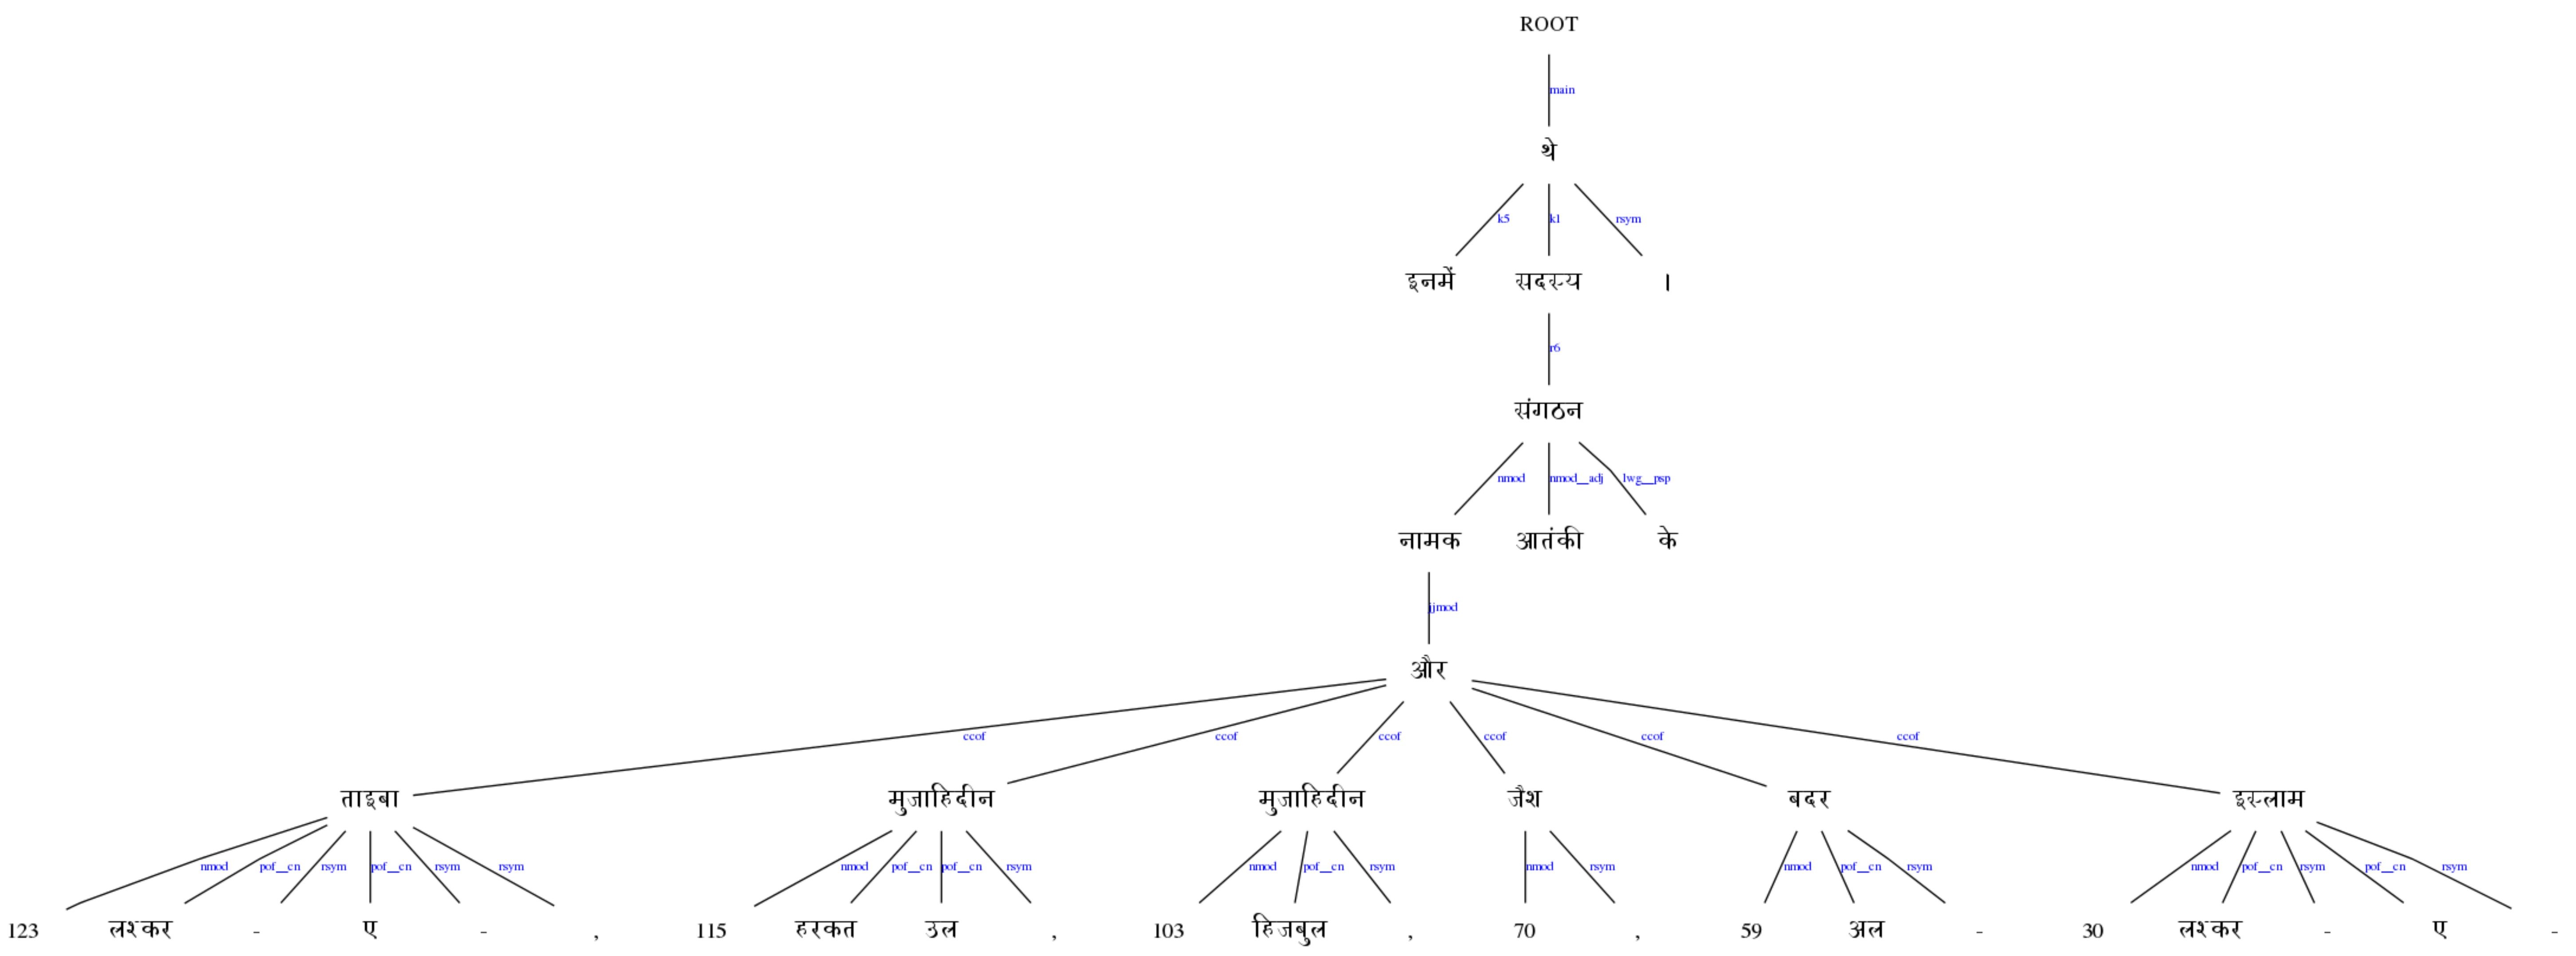 ROOT
main
थे
k5 k1 rsym
इनमें सदस्य ।
r6
संगठन
nmod nmod__adj lwg__psp
नामक आतंकी के
jjmod
और
ccof ccof ccof ccof ccof ccof
ताइबा मुजाहिदीन मुजाहिदीन जैश बदर इस्लाम
nmod pof__cn rsym pof__cn rsym rsym nmod pof__cn pof__cn rsym nmod pof__cn rsym nmod rsym nmod pof__cn rsym nmod pof__cn rsym pof__cn rsym
123 लश्कर - ए - , 115 हरकत उल , 103 हिजबुल , 70 , 59 अल - 30 लश्कर - ए -